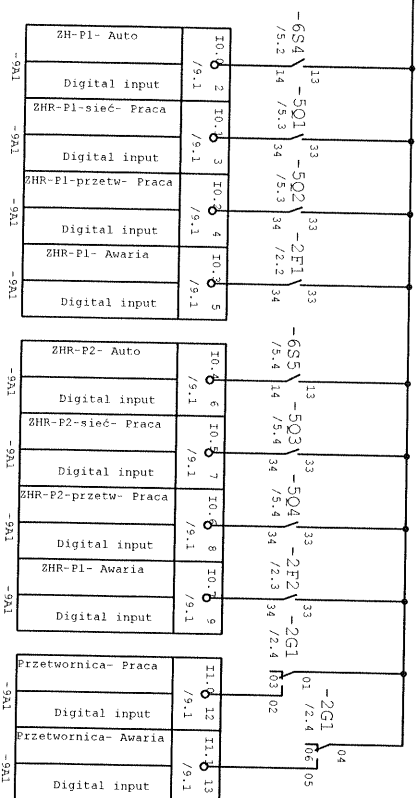 -6S4
/5.2
13
14
ZH-P1- Auto
I0.0
Digital input
/9.1
2
-9A1
-5Q1
/5.3
33
34
ZHR-P1-sieć- Praca
I0.1
Digital input
/9.1
3
-9A1
-5Q2
/5.3
33
34
ZHR-P1-przetw- Praca
I0.2
Digital input
/9.1
4
-9A1
-2F1
/2.2
33
34
ZHR-P1- Awaria
I0.3
Digital input
/9.1
5
-9A1
-6S5
/5.4
13
14
ZHR-P2- Auto
I0.4
Digital input
/9.1
6
-9A1
-5Q3
/5.4
33
34
ZHR-P2-sieć- Praca
I0.5
Digital input
/9.1
7
-9A1
-5Q4
/5.4
33
34
ZHR-P2-przetw- Praca
I0.6
Digital input
/9.1
8
-9A1
-2F2
/2.3
33
34
ZHR-P1- Awaria
I0.7
Digital input
/9.1
9
-9A1
-2G1
/2.4
01
03
02
Przetwornica- Praca
I1.0
Digital input
/9.1
12
-9A1
-2G1
/2.4
04
06
05
Przetwornica- Awaria
I1.1
Digital input
/9.1
13
-9A1